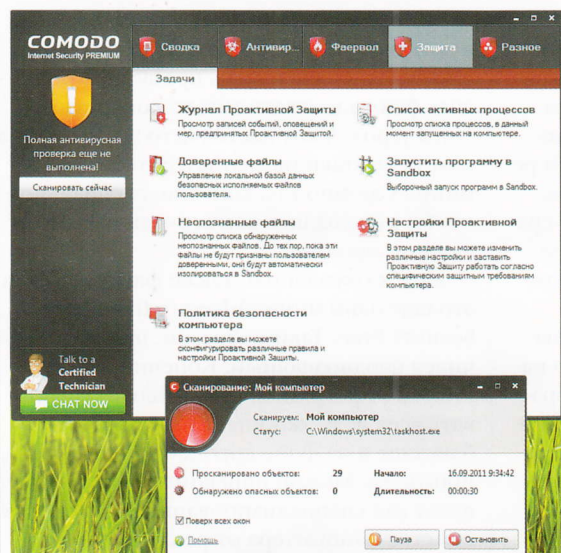 COMODO
Internet Security PREMIUM
Сводка
Антивир...
Фаервол
Защита
Разное
Задачи
Полная антивирусная
проверка еще не
выполнена!
Сканировать сейчас
Журнал Проактивной Защиты
Просмотр записей событий, оповещений и
мер, предпринятых Проактивной Защитой.
Список активных процессов
Просмотр списка процессов, в данный
момент запущенных на компьютере.
Доверенные файлы
Управление локальной базой данных
безопасных исполняемых файлов
пользователя.
Запустить программу в
Sandbox
Выборочный запуск программ в Sandbox.
Неопознанные файлы
Просмотр списка обнаруженных
неопознанных файлов. До тех пор, пока эти
файлы не будут признаны пользователем
доверенными, они будут автоматически
изолироваться в Sandbox.
Настройки Проактивной
Защиты
В этом разделе вы можете изменить
различные настройки и заставить
Проактивную Защиту работать согласно
специфическим защитным требованиям
компьютера.
Политика безопасности
компьютера
В этом разделе вы можете
сконфигурировать различные правила и
настройки Проактивной Защиты.
Talk to a
Certified
Technician
CHAT NOW
Сканирование: Мой компьютер
Сканируем: Мой компьютер
Статус: C:\Windows\system32\taskhost.exe
Просканировано объектов: 29 Начало: 16.09.2011 9:34:42
Обнаружено опасных объектов: 0 Длительность: 00:00:30
Поверх всех окон
Помощь
Пауза
Остановить